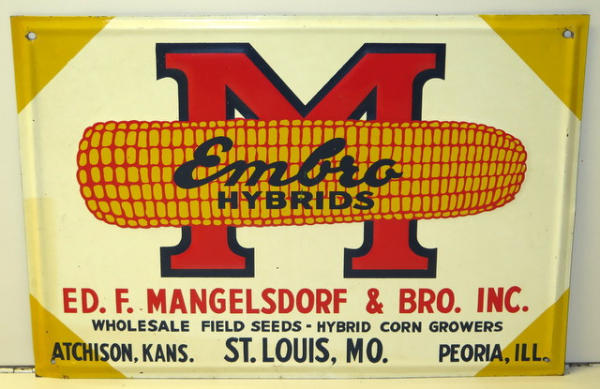 M
Embro
HYBRIDS
ED. F. MANGELSDORF & BRO. INC.
WHOLESALE FIELD SEEDS - HYBRID CORN GROWERS
ATCHISON, KANS. ST. LOUIS, MO. PEORIA, ILL.